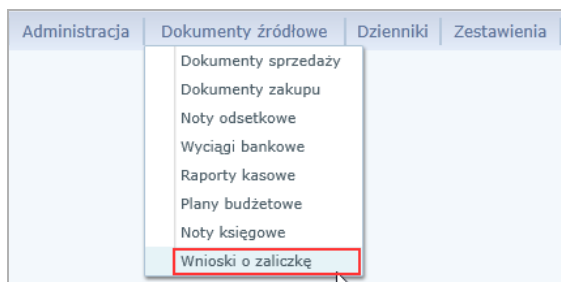 Administracja Dokumenty źródłowe Dzienniki Zestawienia
Dokumenty sprzedaży
Dokumenty zakupu
Noty odsetkowe
Wyciągi bankowe
Raporty kasowe
Plany budżetowe
Noty księgowe
Wnioski o zaliczkę